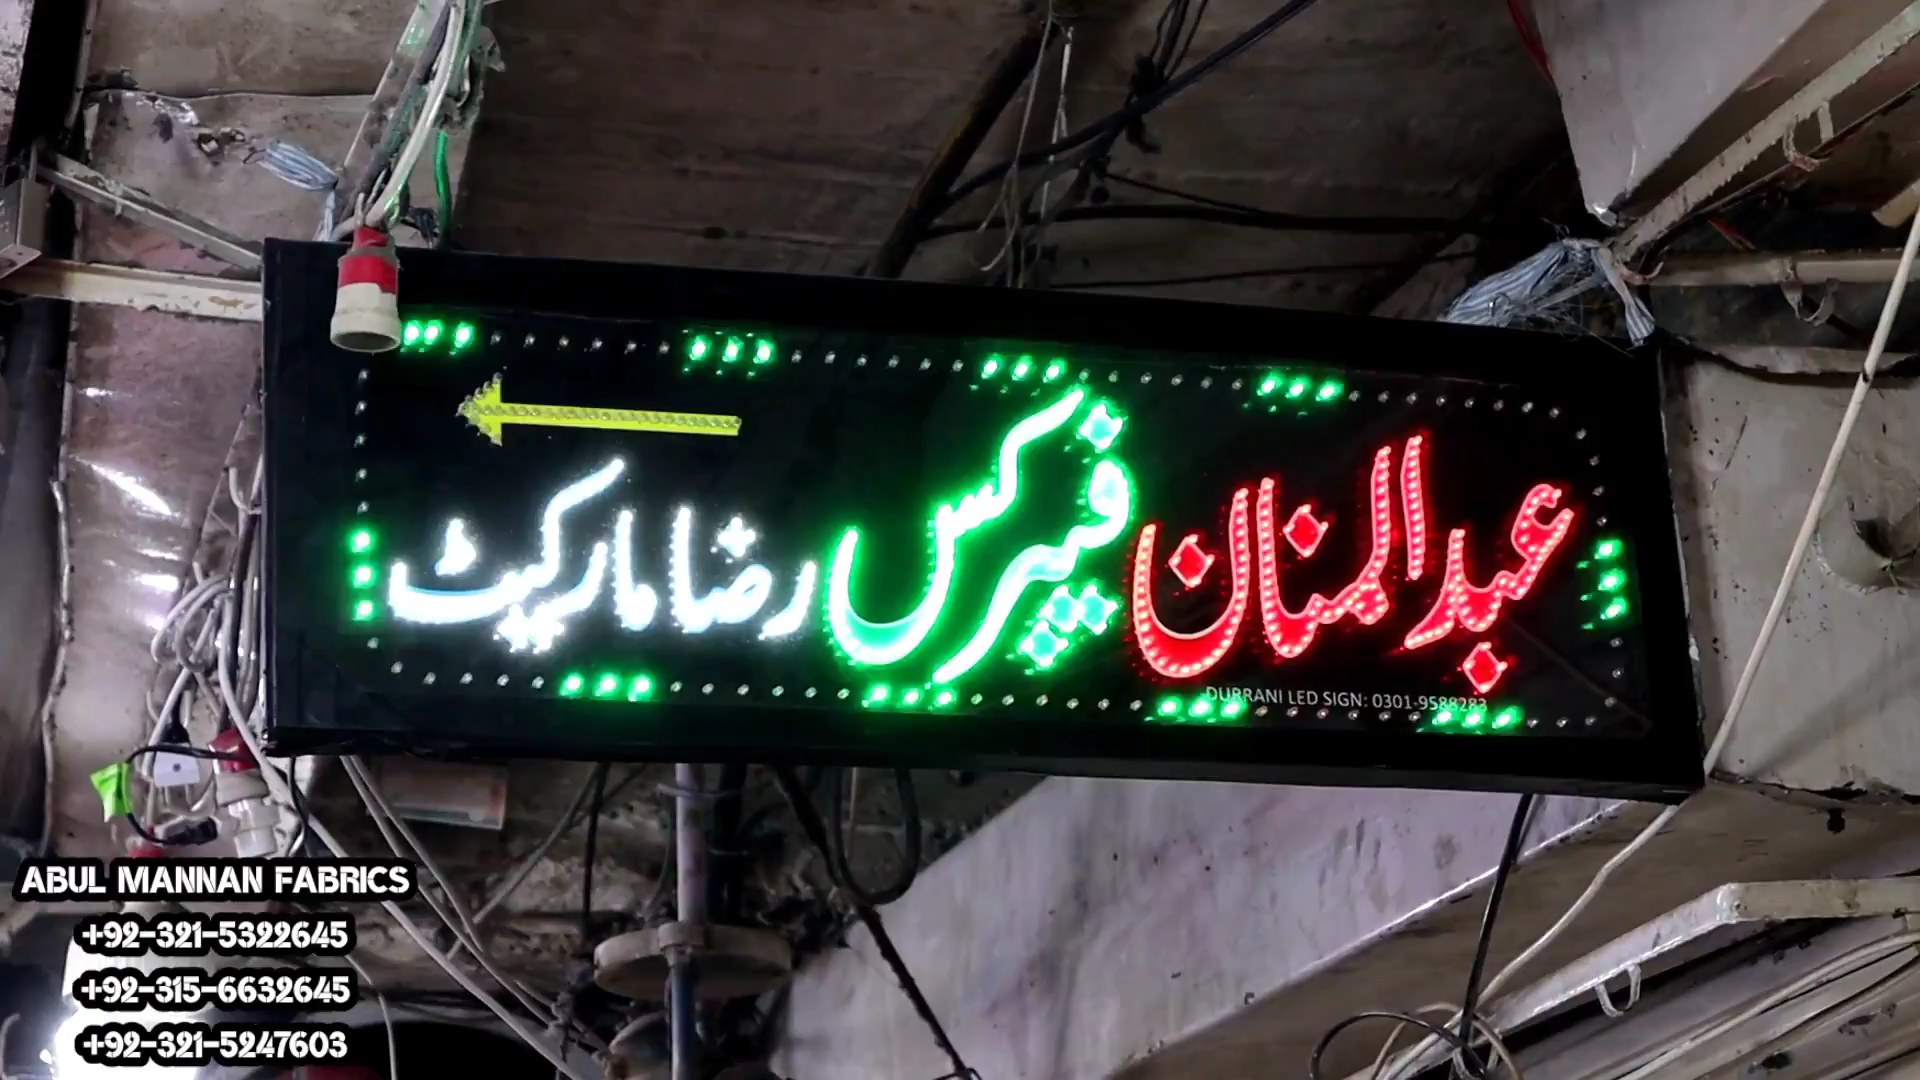 عبدالمنان فیبرکس رضا مارکیٹ
DURRANI LED SIGN: 0301-9588283
ABUL MANNAN FABRICS
+92-321-5322645
+92-315-6632645
+92-321-5247603